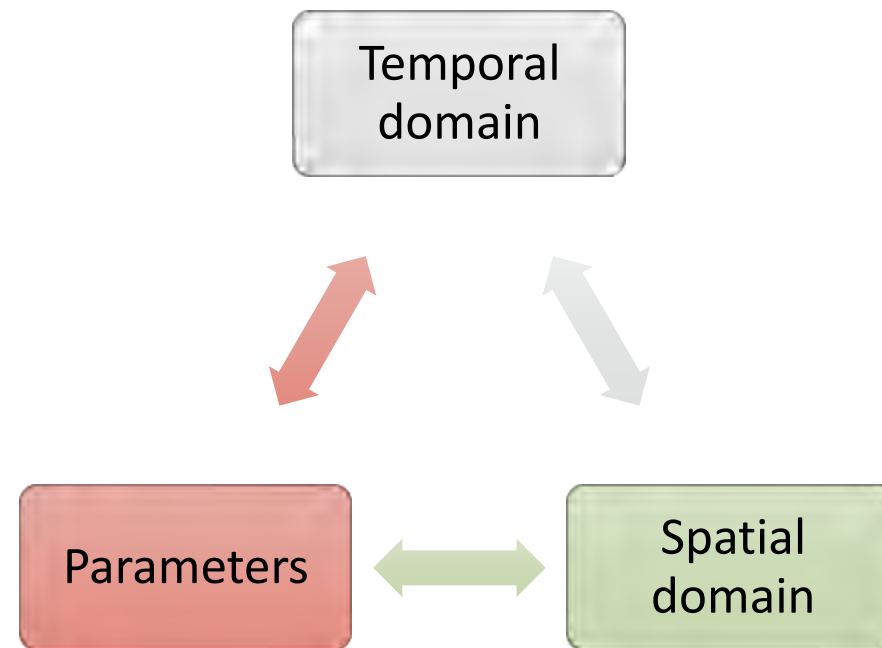 Temporal
domain
Parameters
Spatial
domain